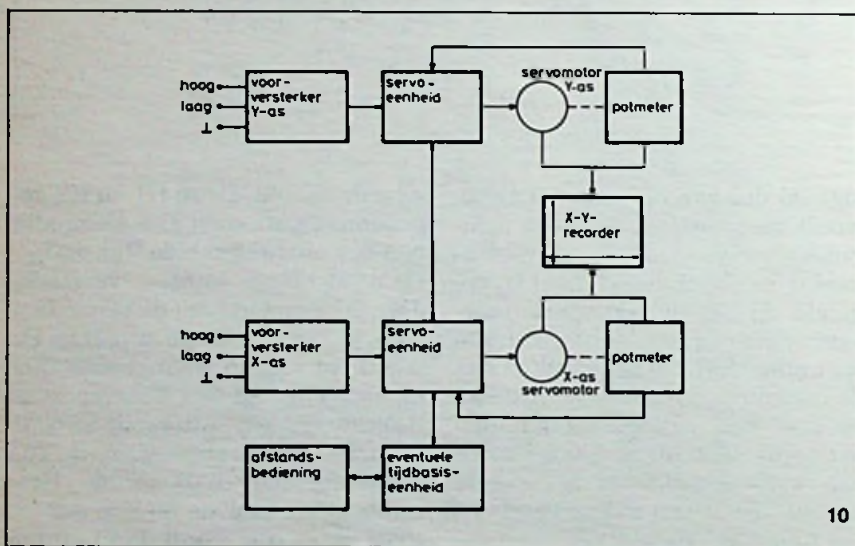 hoog
laag
⊥
voor-
versterker
Y-as
servo-
eenheid
servomotor
Y-as
potmeter
X-Y-
recorder
hoog
laag
⊥
voor-
versterker
X-as
servo-
eenheid
X-as
servomotor
potmeter
afstands-
bediening
eventuele
tijdbasis-
eenheid
10